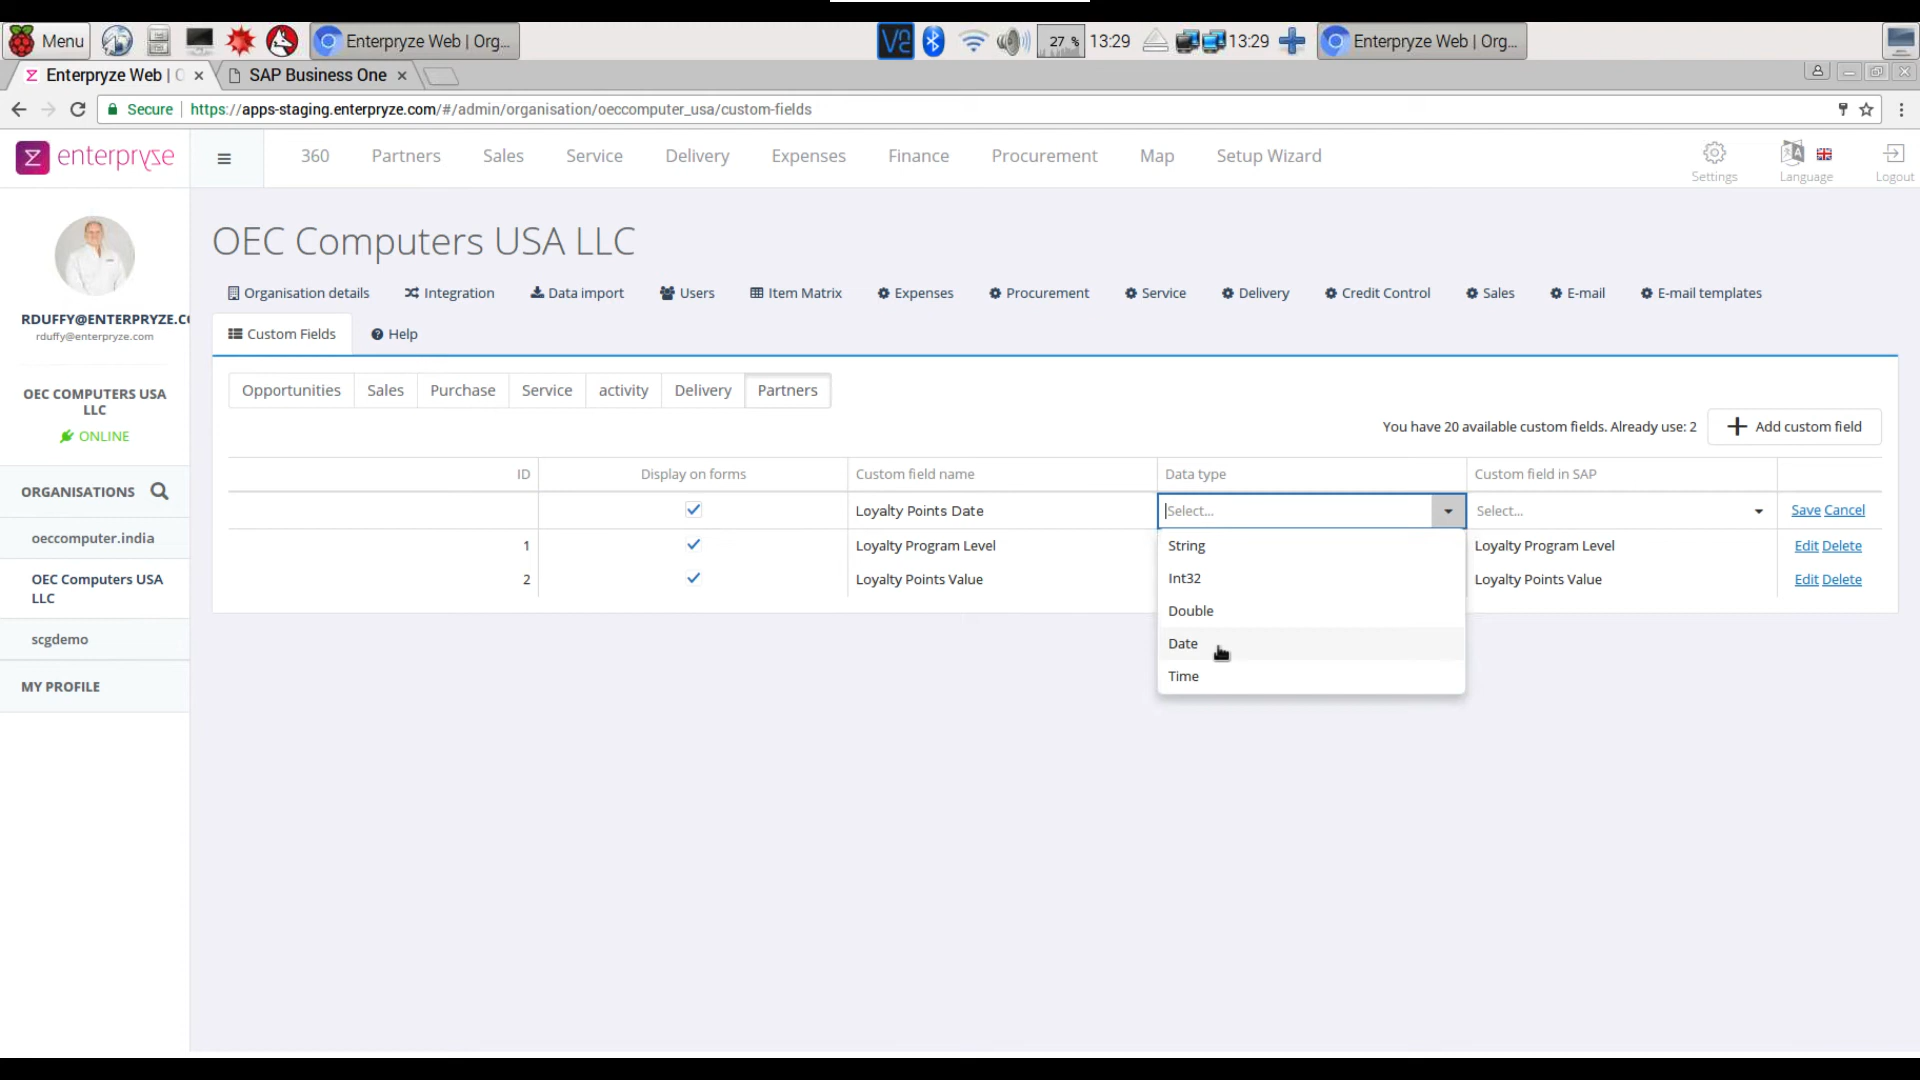 Menu
Enterpryze Web | Org...
27 %
13:29
13:29
Enterpryze Web | Org...
Enterpryze Web | O
SAP Business One
Secure
https://apps-staging.enterpryze.com/#/admin/organisation/oeccomputer_usa/custom-fields
enterpryze
360
Partners
Sales
Service
Delivery
Expenses
Finance
Procurement
Map
Setup Wizard
Settings
Language
Logout
RDUFFY@ENTERPRYZE.CO
rduffy@enterpryze.com
OEC COMPUTERS USA
LLC
ONLINE
ORGANISATIONS
oeccomputer.india
OEC Computers USA
LLC
scgdemo
MY PROFILE
OEC Computers USA LLC
Organisation details
Integration
Data import
Users
Item Matrix
Expenses
Procurement
Service
Delivery
Credit Control
Sales
E-mail
E-mail templates
Custom Fields
Help
Opportunities
Sales
Purchase
Service
activity
Delivery
Partners
You have 20 available custom fields. Already use: 2
Add custom field
ID
Display on forms
Custom field name
Data type
Custom field in SAP
Loyalty Points Date
Select...
Select...
Save Cancel
1
Loyalty Program Level
Loyalty Program Level
Edit Delete
2
Loyalty Points Value
Loyalty Points Value
Edit Delete
String
Int32
Double
Date
Time